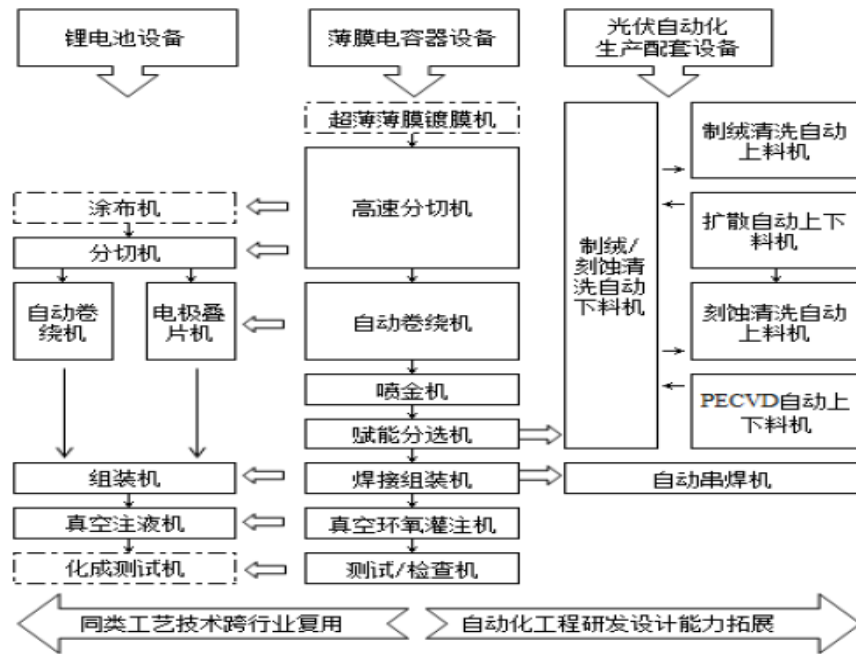 锂电池设备
薄膜电容器设备
光伏自动化
生产配套设备
超薄薄膜镀膜机
高速分切机
自动卷绕机
喷金机
赋能分选机
焊接组装机
真空环氧灌注机
测试/检查机
涂布机
分切机
自动卷
绕机
电极叠
片机
组装机
真空注液机
化成测试机
制绒/
刻蚀清
洗自动
下料机
制绒清洗自动
上料机
扩散自动上下
料机
刻蚀清洗自动
上料机
PECVD自动上
下料机
自动串焊机
同类工艺技术跨行业复用
自动化工程研发设计能力拓展